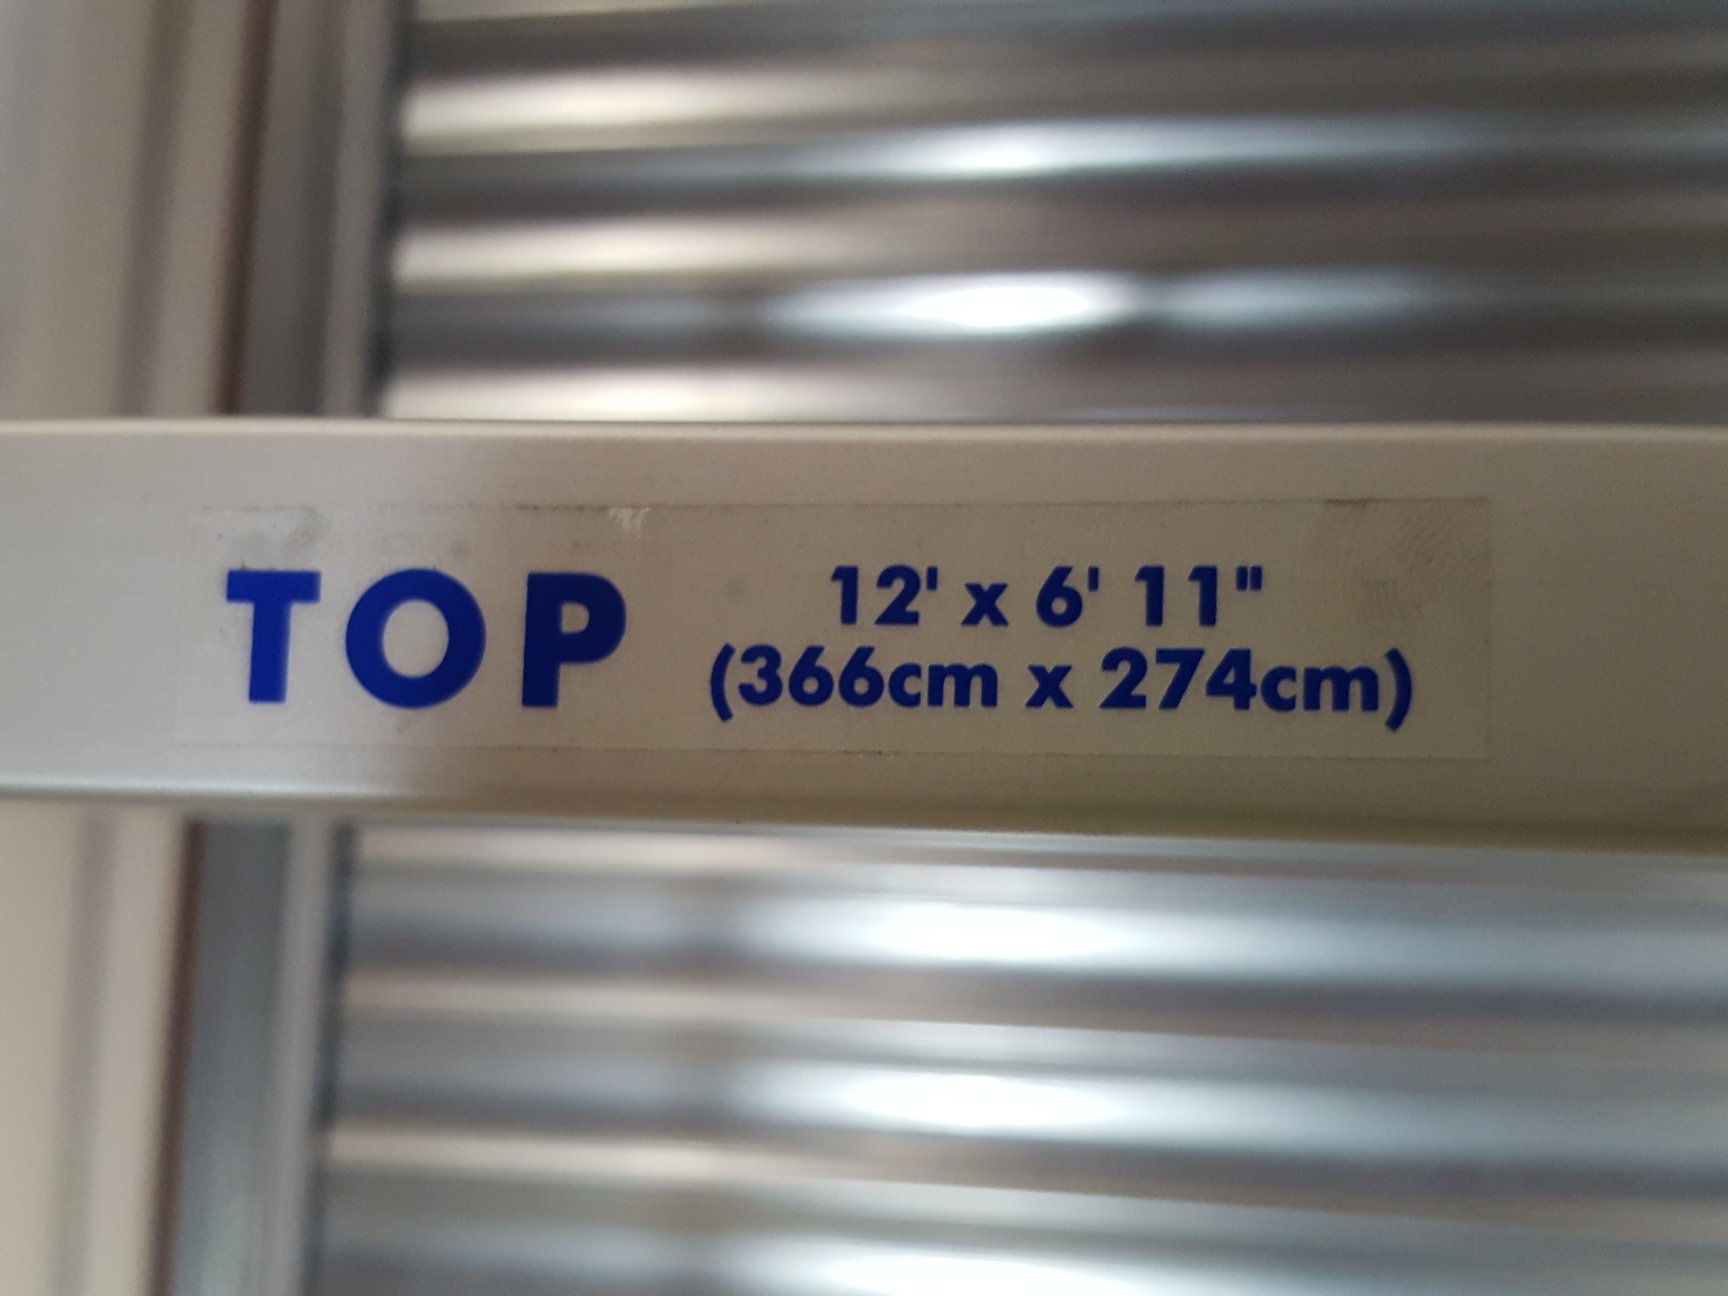 TOP
12' x 6' 11"
(366cm x 274cm)